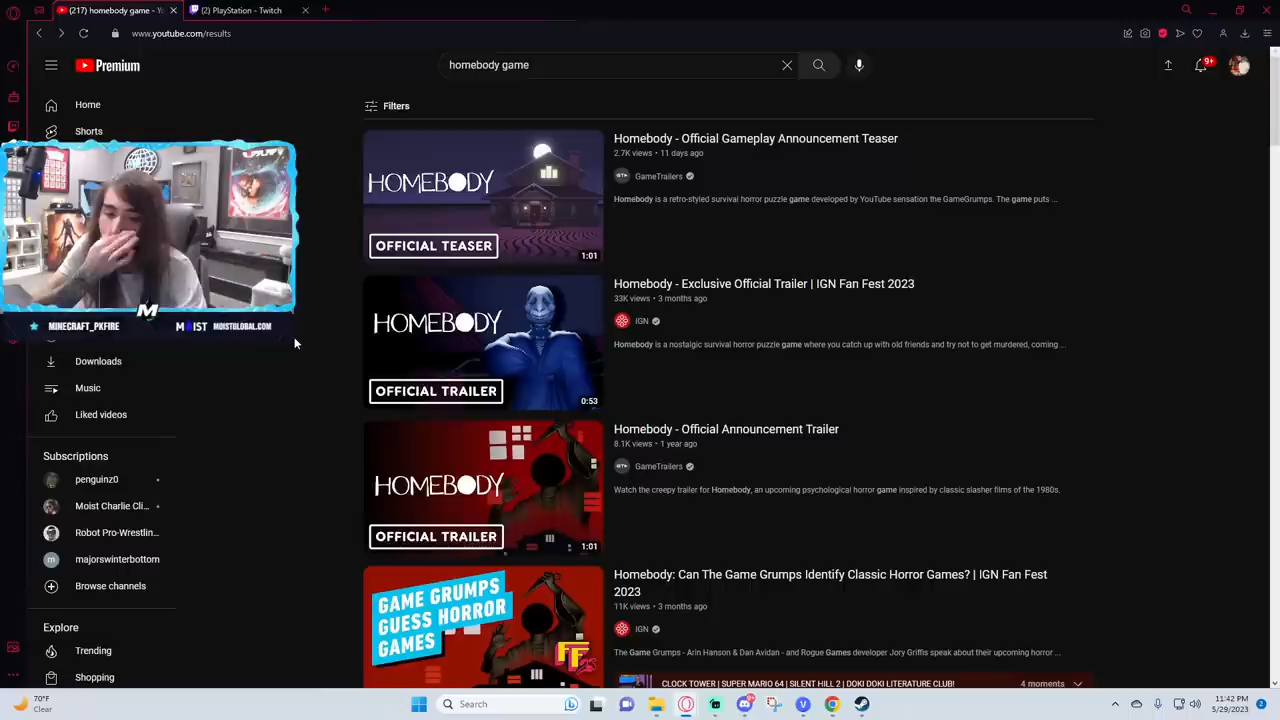 (217) homebody game - Y
(2) PlayStation - Twitch
www.youtube.com/results
Premium
homebody game
9+
Home
Shorts
Filters
HOMEBODY
OFFICIAL TEASER
1:01
Homebody - Official Gameplay Announcement Teaser
2.7K views • 11 days ago
GameTrailers
Homebody is a retro-styled survival horror puzzle game developed by YouTube sensation the GameGrumps. The game puts ...
MINECRAFT_PKFIRE
MOIST MOISTGLOBAL.COM
HOMEBODY
OFFICIAL TRAILER
0:53
Homebody - Exclusive Official Trailer | IGN Fan Fest 2023
33K views • 3 months ago
IGN
Homebody is a nostalgic survival horror puzzle game where you catch up with old friends and try not to get murdered, coming ...
Downloads
Music
Liked videos
Subscriptions
penguinz0
Moist Charlie Cli...
Robot Pro-Wrestlin...
majorswinterbottom
Browse channels
Explore
Trending
Shopping
HOMEBODY
OFFICIAL TRAILER
1:01
Homebody - Official Announcement Trailer
8.1K views • 1 year ago
GameTrailers
Watch the creepy trailer for Homebody, an upcoming psychological horror game inspired by classic slasher films of the 1980s.
GAME GRUMPS
GUESS HORROR
GAMES
FF
Homebody: Can The Game Grumps Identify Classic Horror Games? | IGN Fan Fest
2023
11K views • 3 months ago
IGN
The Game Grumps - Arin Hanson & Dan Avidan - and Rogue Games developer Jory Griffis speak about their upcoming horror ...
CLOCK TOWER | SUPER MARIO 64 | SILENT HILL 2 | DOKI DOKI LITERATURE CLUB!
4 moments
70°F
Clear
Search
11:42 PM
5/29/2023
2